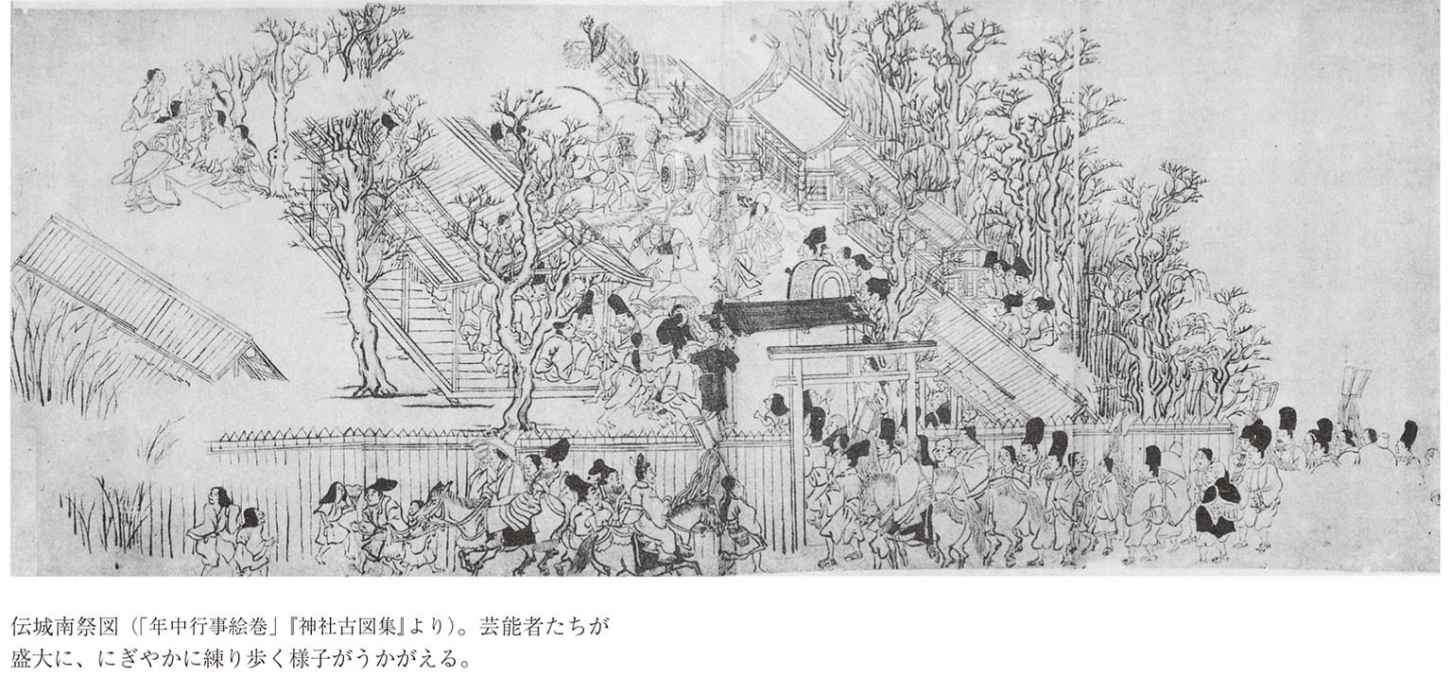 伝城南祭図（「年中行事絵巻」『神社古図集』より）。芸能者たちが
盛大に、にぎやかに練り歩く様子がうかがえる。